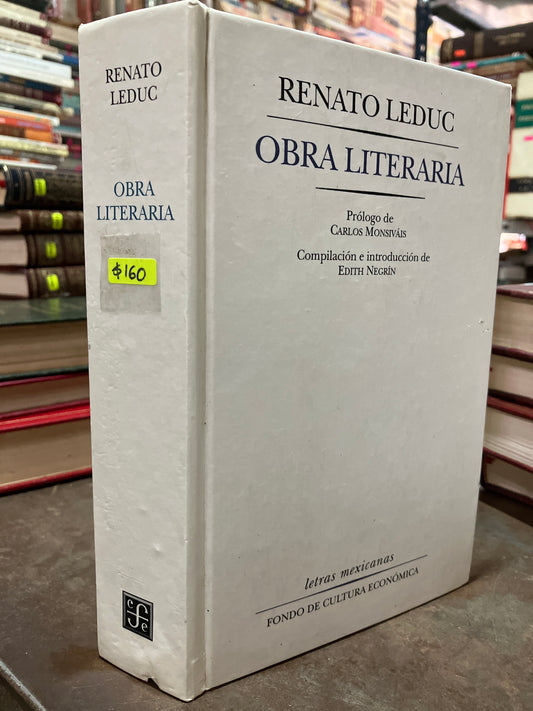 RENATO
LEDUC
OBRA
LITERARIA
$160
cfe
RENATO LEDUC
OBRA LITERARIA
Prólogo de
CARLOS MONSIVÁIS
Compilación e introducción de
EDITH NEGRÍN
letras mexicanas
FONDO DE CULTURA ECONÓMICA